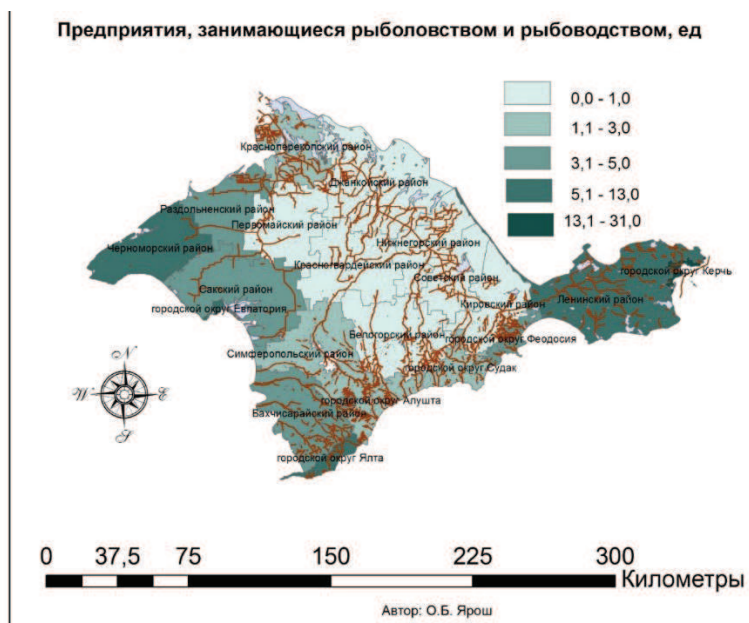 Предприятия, занимающиеся рыболовством и рыбоводством, ед
0,0 - 1,0
1,1 - 3,0
3,1 - 5,0
5,1 - 13,0
13,1 - 31,0
Красноперекопский район
Джанкойский район
Раздольненский район
Первомайский район
Черноморский район
Нижнегорский район
городской округ Керчь
Красногвардейский район
Советский район
Сакский район
Ленинский район
городской округ Евпатория
Кировский район
Белогорский район
городской округ Феодосия
Симферопольский район
городской округ Судак
N
W
E
S
городской округ Алушта
Бахчисарайский район
городской округ Ялта
0 37,5 75 150 225 300
Километры
Автор: О.Б. Ярош